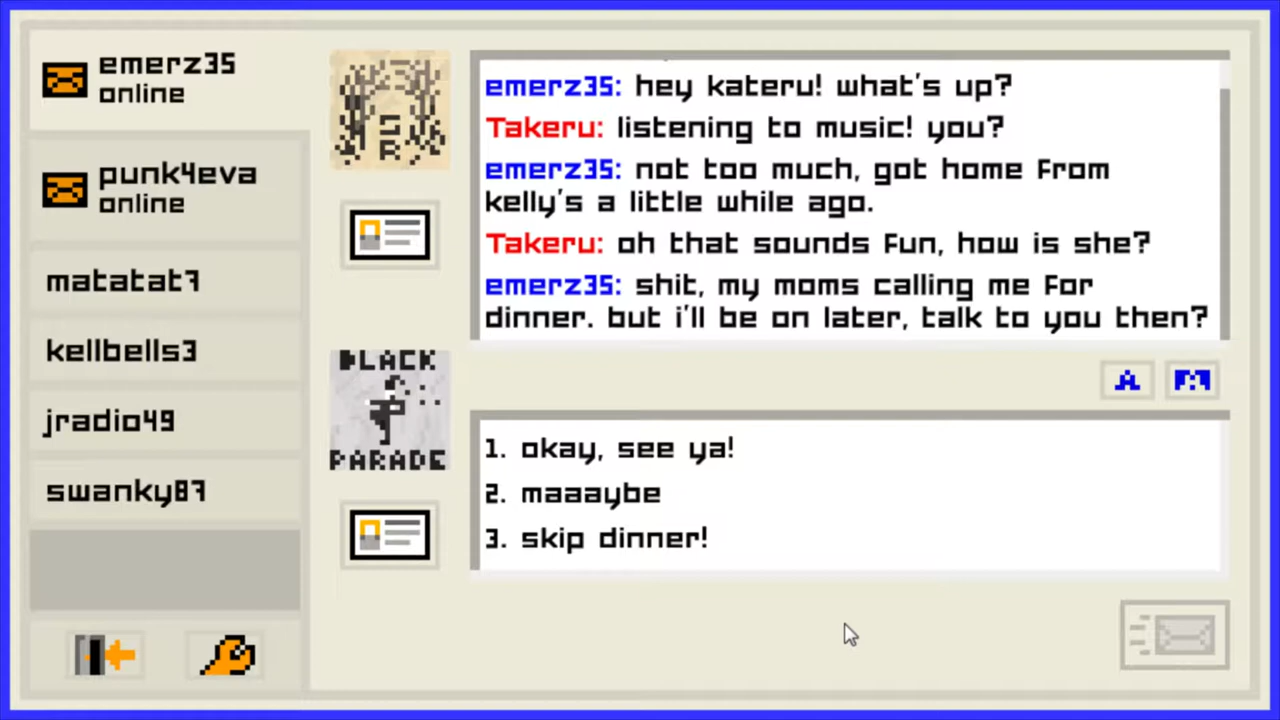 emerz35
online
punk4eva
online
matatat7
kellbells3
jradio49
swanky87
S
R
emerz35: hey kateru! what's up?
Takeru: listening to music! you?
emerz35: not too much, got home from
kelly's a little while ago.
Takeru: oh that sounds fun, how is she?
emerz35: shit, my moms calling me for
dinner. but i'll be on later, talk to you then?
BLACK
PARADE
1. okay, see ya!
2. maaaybe
3. skip dinner!